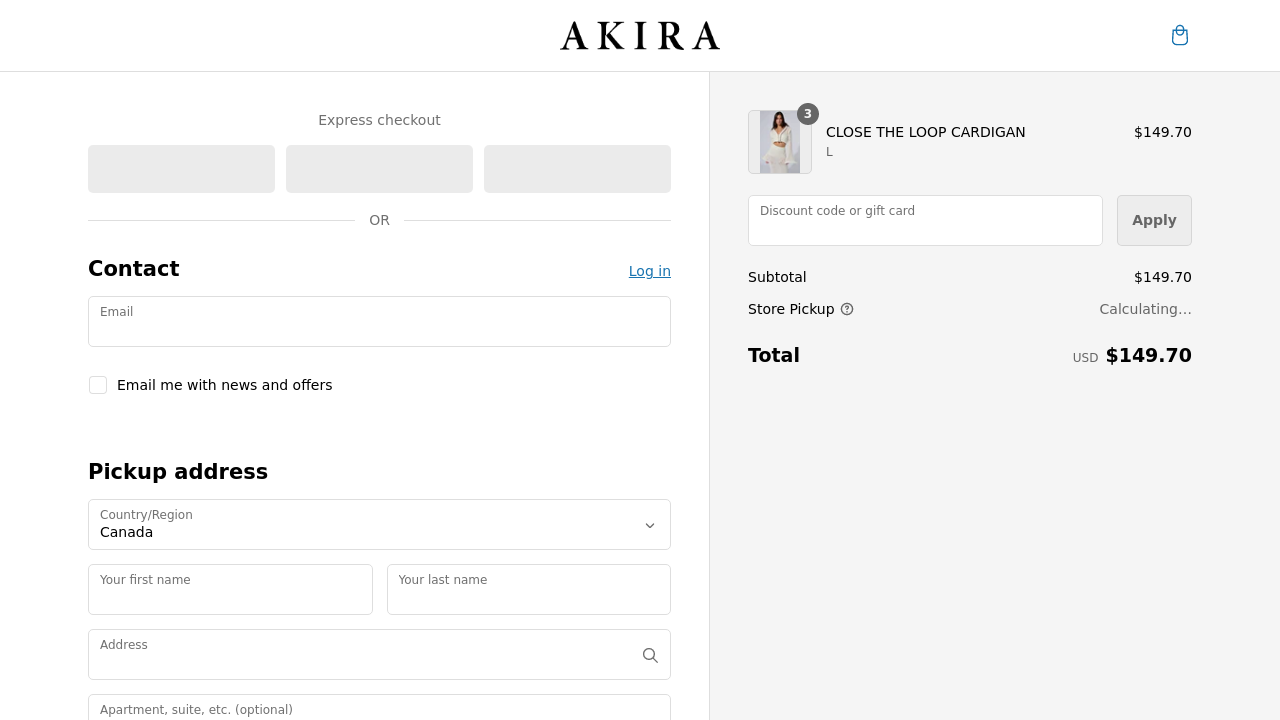 AKIRA
Express checkout
OR
Contact
Log in
Email
Email me with news and offers
Pickup address
Country/Region
Canada
Your first name
Your last name
Address
Apartment, suite, etc. (optional)
3
CLOSE THE LOOP CARDIGAN
$149.70
L
Discount code or gift card
Apply
Subtotal
$149.70
Store Pickup
Calculating…
Total
USD $149.70